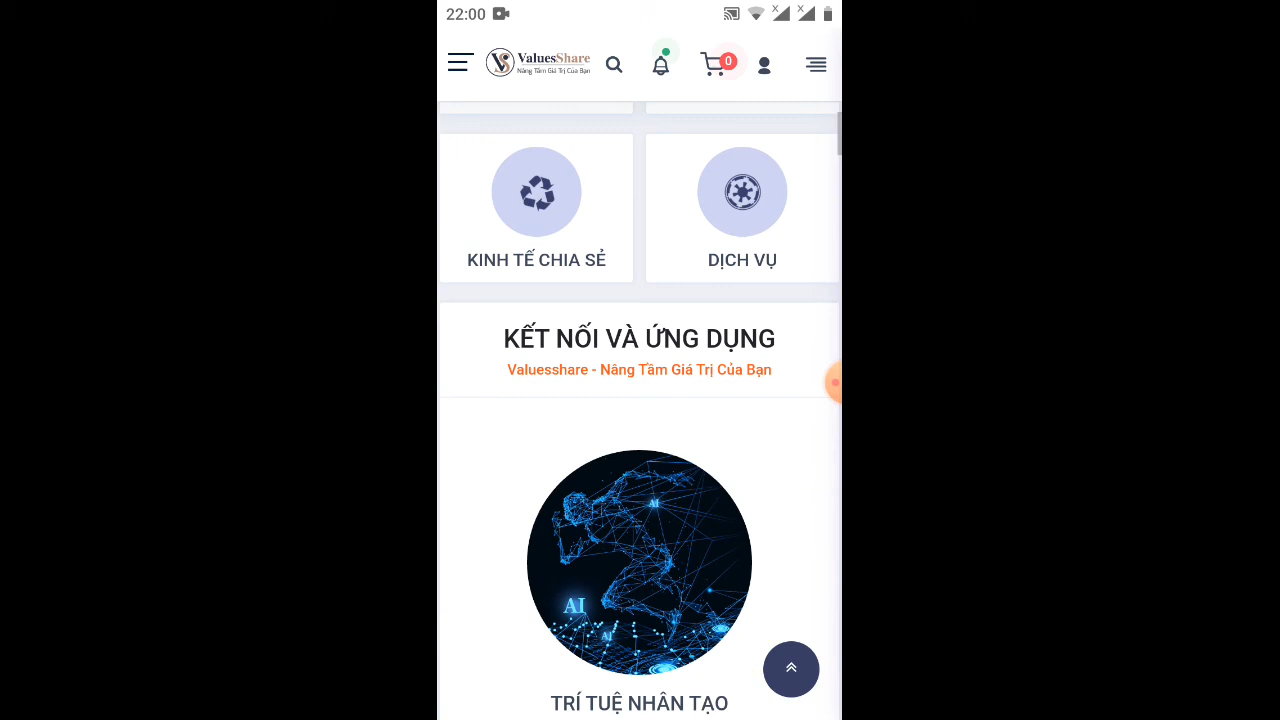 22:00
ValuesShare
Nâng Tầm Giá Trị Của Bạn
0
KINH TẾ CHIA SẺ
DỊCH VỤ
KẾT NỐI VÀ ỨNG DỤNG
Valuesshare - Nâng Tầm Giá Trị Của Bạn
AI
AI
AI
TRÍ TUỆ NHÂN TẠO